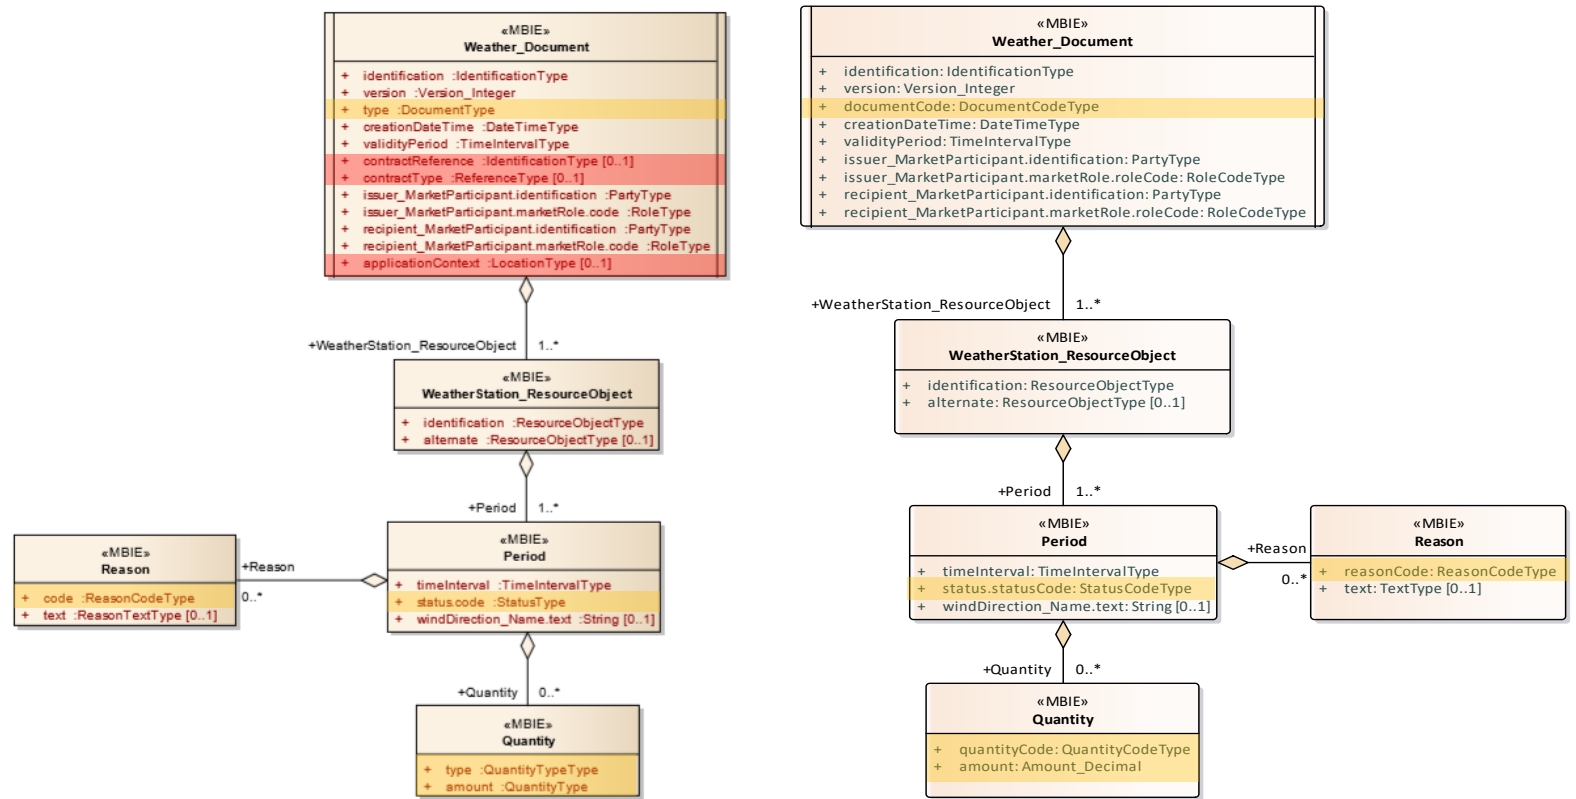 «MBIE»
Weather_Document
+ identification :IdentificationType
+ version :Version_Integer
+ type :DocumentType
+ creationDateTime :DateTimeType
+ validityPeriod :TimeIntervalType
+ contractReference :IdentificationType [0..1]
+ contractType :ReferenceType [0..1]
+ issuer_MarketParticipant.identification :PartyType
+ issuer_MarketParticipant.marketRole.code :RoleType
+ recipient_MarketParticipant.identification :PartyType
+ recipient_MarketParticipant.marketRole.code :RoleType
+ applicationContext :LocationType [0..1]
+WeatherStation_ResourceObject 1..*
«MBIE»
WeatherStation_ResourceObject
+ identification :ResourceObjectType
+ alternate :ResourceObjectType [0..1]
+Period 1..*
«MBIE»
Period
+ timeInterval :TimeIntervalType
+ status.code :StatusType
+ windDirection_Name.text :String [0..1]
+Reason
0..*
«MBIE»
Reason
+ code :ReasonCodeType
+ text :ReasonTextType [0..1]
+Quantity 0..*
«MBIE»
Quantity
+ type :QuantityTypeType
+ amount :QuantityType
«MBIE»
Weather_Document
+ identification: IdentificationType
+ version: Version_Integer
+ documentCode: DocumentCodeType
+ creationDateTime: DateTimeType
+ validityPeriod: TimeIntervalType
+ issuer_MarketParticipant.identification: PartyType
+ issuer_MarketParticipant.marketRole.roleCode: RoleCodeType
+ recipient_MarketParticipant.identification: PartyType
+ recipient_MarketParticipant.marketRole.roleCode: RoleCodeType
+WeatherStation_ResourceObject 1..*
«MBIE»
WeatherStation_ResourceObject
+ identification: ResourceObjectType
+ alternate: ResourceObjectType [0..1]
+Period 1..*
«MBIE»
Period
+ timeInterval: TimeIntervalType
+ status.statusCode: StatusCodeType
+ windDirection_Name.text: String [0..1]
+Reason
0..*
«MBIE»
Reason
+ reasonCode: ReasonCodeType
+ text: TextType [0..1]
+Quantity 0..*
«MBIE»
Quantity
+ quantityCode: QuantityCodeType
+ amount: Amount_Decimal